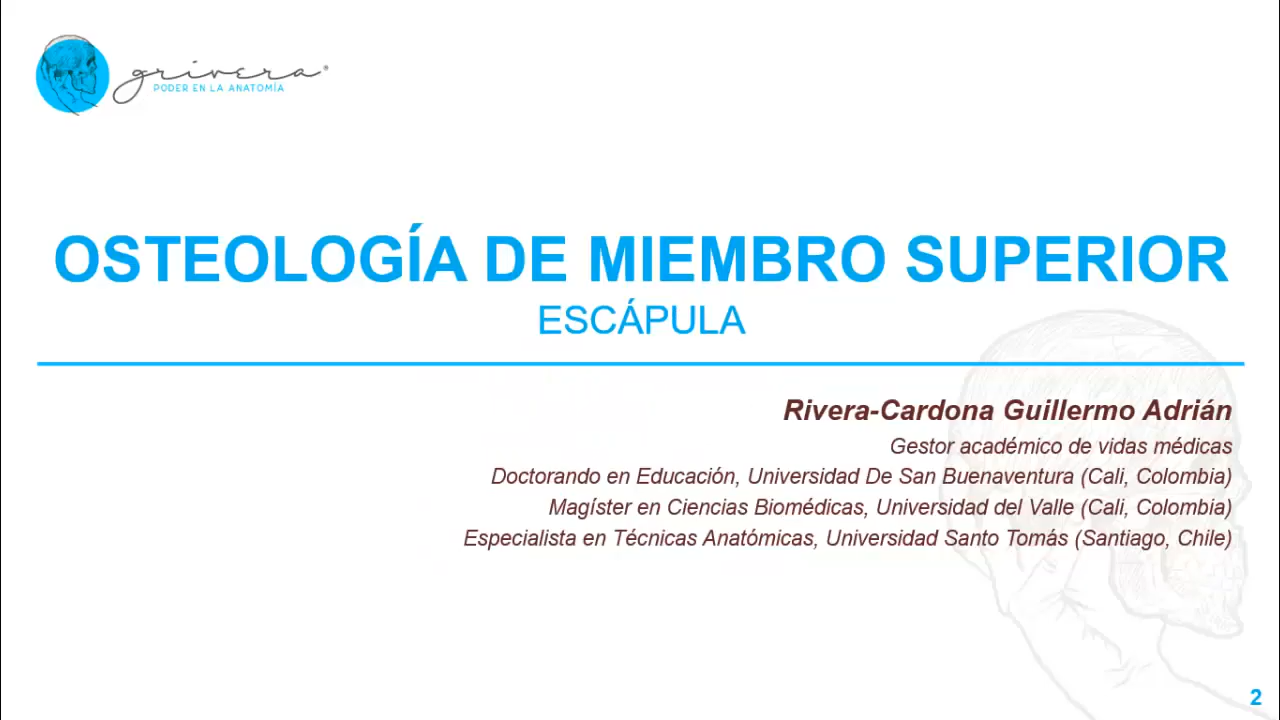 grivera®
PODER EN LA ANATOMÍA
OSTEOLOGÍA DE MIEMBRO SUPERIOR
ESCÁPULA
Rivera-Cardona Guillermo Adrián
Gestor académico de vidas médicas
Doctorando en Educación, Universidad De San Buenaventura (Cali, Colombia)
Magíster en Ciencias Biomédicas, Universidad del Valle (Cali, Colombia)
Especialista en Técnicas Anatómicas, Universidad Santo Tomás (Santiago, Chile)
2